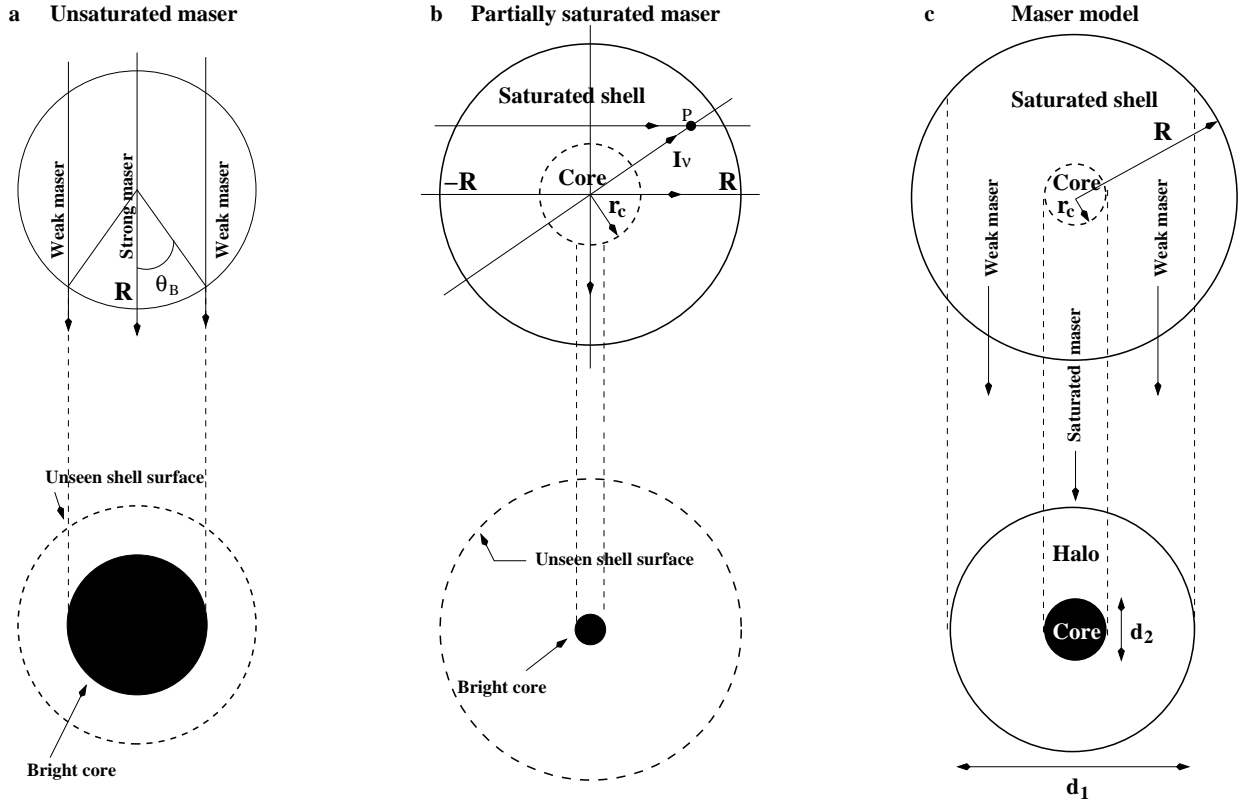 a Unsaturated maser
Weak maser
Strong maser
Weak maser
R
θB
Unseen shell surface
Bright core
b Partially saturated maser
Saturated shell
P
Iν
Core
−R
R
rc
Unseen shell surface
Bright core
c Maser model
Saturated shell
R
Core
rc
Weak maser
Weak maser
Saturated maser
Halo
Core
d2
d1